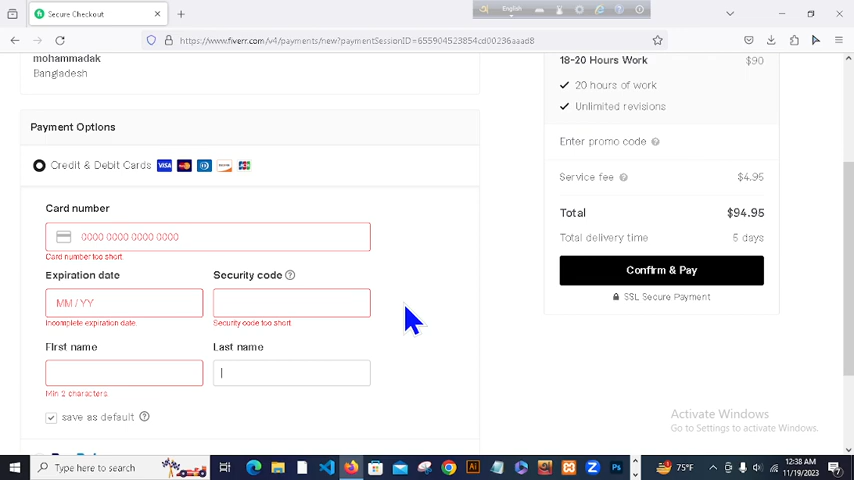 Secure Checkout
English
https://www.fiverr.com/v4/payments/new?paymentSessionID=655904523854cd00236aaad8
mohammadak
Bangladesh
18-20 Hours Work $90
20 hours of work
Unlimited revisions
Payment Options
Enter promo code
Credit & Debit Cards VISA
Service fee $4.95
Card number
Total $94.95
0000 0000 0000 0000
Total delivery time 5 days
Card number too short.
Expiration date Security code
Confirm & Pay
MM / YY
SSL Secure Payment
Incomplete expiration date. Security code too short
First name Last name
Min 2 characters.
save as default
Activate Windows
Go to Settings to activate Windows.
Type here to search
Ai
Ps
75°F
12:38 AM
11/19/2023
7